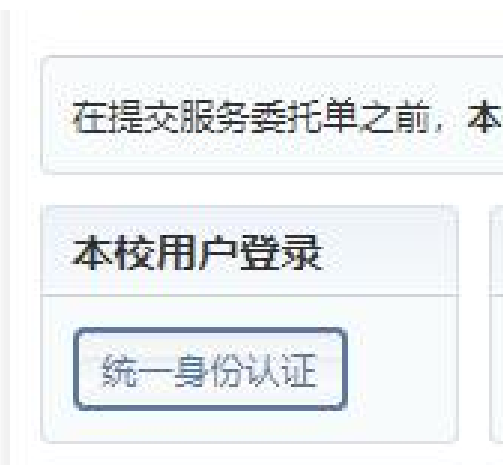 在提交服务委托单之前，本
本校用户登录
统一身份认证